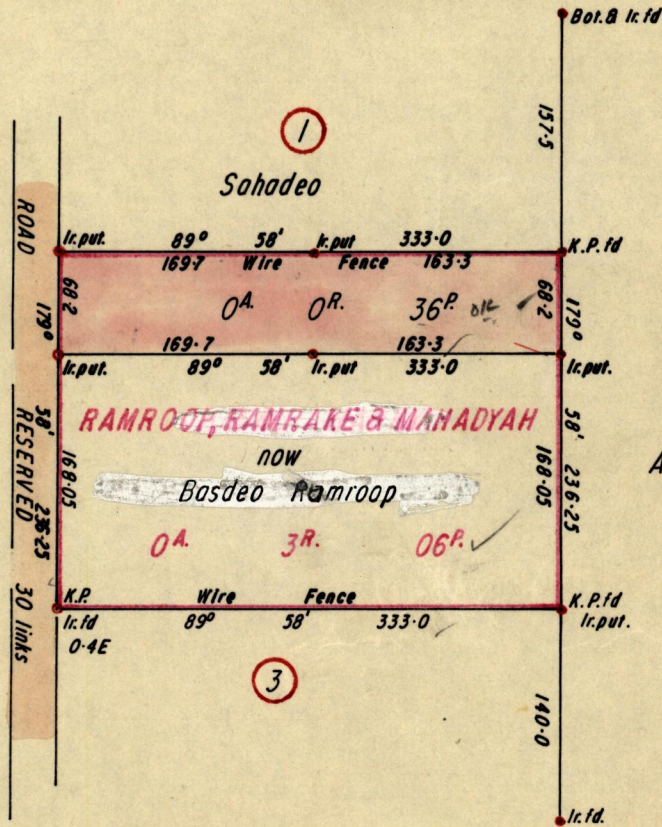 Bot. & Ir. fd
157·5
1
Sahadeo
Ir. put. 89° 58' Ir. put 333·0 K.P. fd
169·7 Wire Fence 163·3
ROAD
68·2
179°
0A. 0R. 36P.
68·2
179°
169·7 163·3
Ir. put. 89° 58' Ir. put 333·0 Ir. put.
RAMROOP, RAMRAKE & MAHADYAH
now
Basdeo Ramroop
58'
RESERVED
168·05
236·25
168·05
58' 236·25
A
0A. 3R. 06P.
K.P. Wire Fence K.P. fd
Ir. fd 89° 58' 333·0 Ir. put.
0·4E
30 links
3
140·0
Ir. fd.